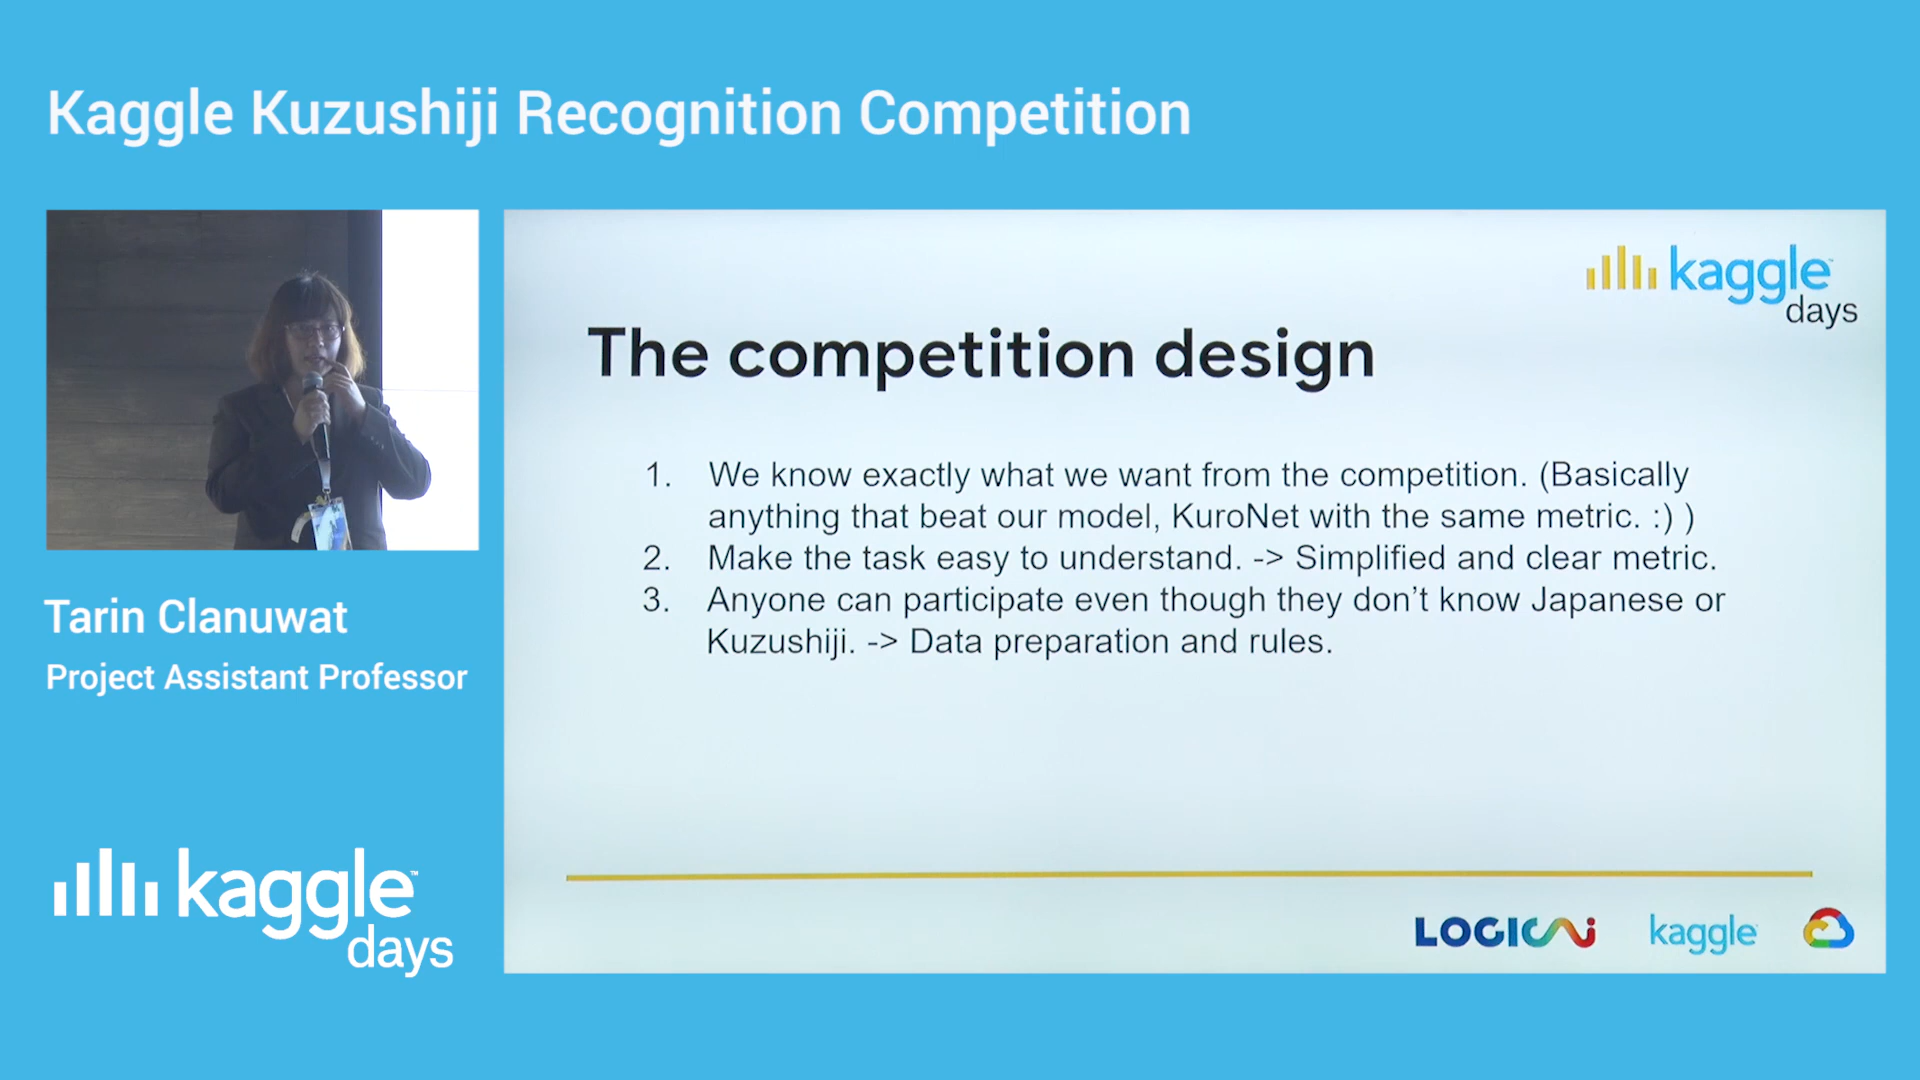 Kaggle Kuzushiji Recognition Competition
kaggle
days
The competition design
1. We know exactly what we want from the competition. (Basically
anything that beat our model, KuroNet with the same metric. :) )
2. Make the task easy to understand. -> Simplified and clear metric.
3. Anyone can participate even though they don't know Japanese or
Kuzushiji. -> Data preparation and rules.
Tarin Clanuwat
Project Assistant Professor
kaggle
days
LOGICAI
kaggle